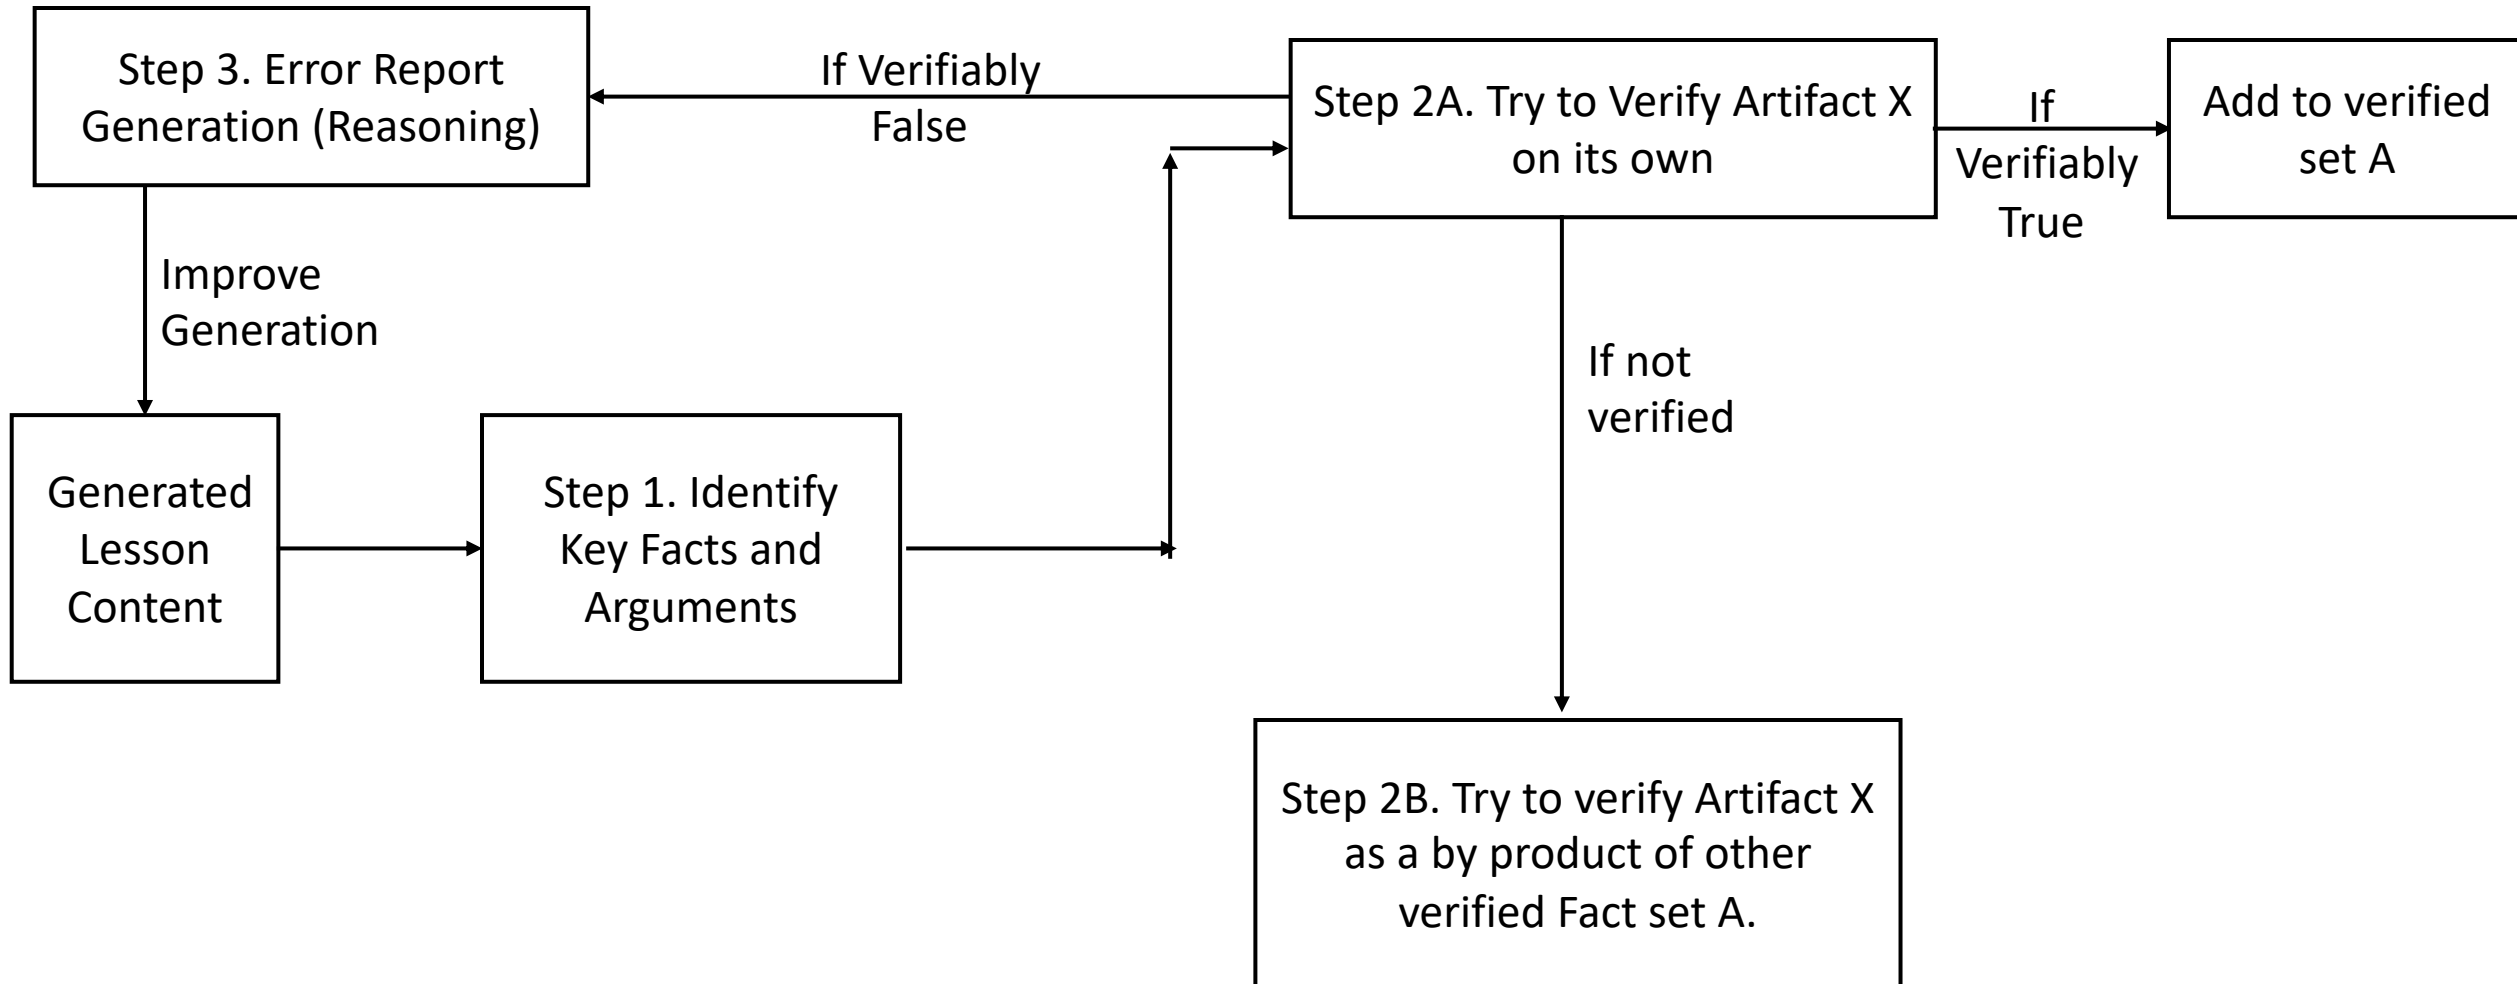 Step 3. Error Report
Generation (Reasoning)
If Verifiably
False
Step 2A. Try to Verify Artifact X
on its own
If
Verifiably
True
Add to verified
set A
Improve
Generation
If not
verified
Generated
Lesson
Content
Step 1. Identify
Key Facts and
Arguments
Step 2B. Try to verify Artifact X
as a by product of other
verified Fact set A.